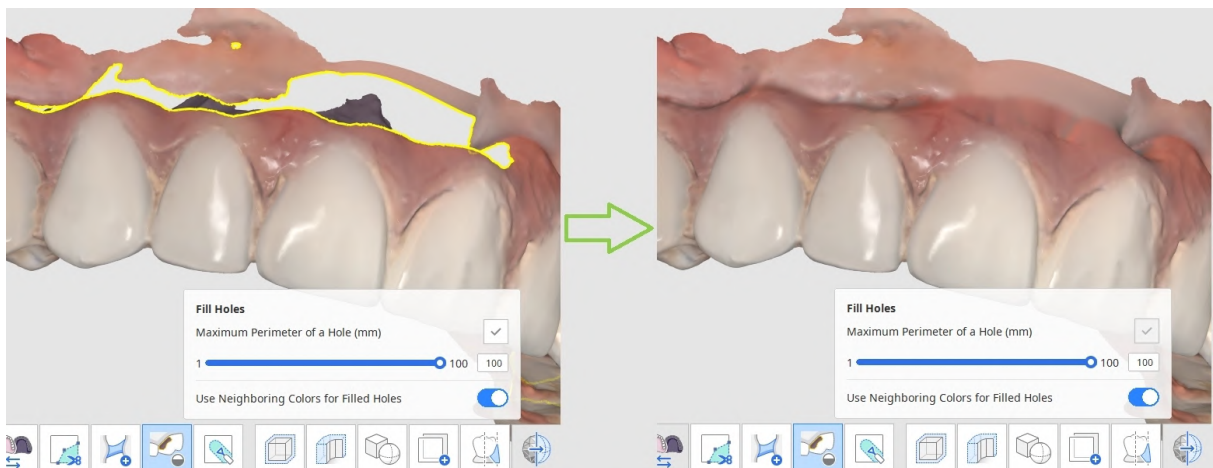 Fill Holes
Maximum Perimeter of a Hole (mm)
1 100 100
Use Neighboring Colors for Filled Holes
Fill Holes
Maximum Perimeter of a Hole (mm)
1 100 100
Use Neighboring Colors for Filled Holes